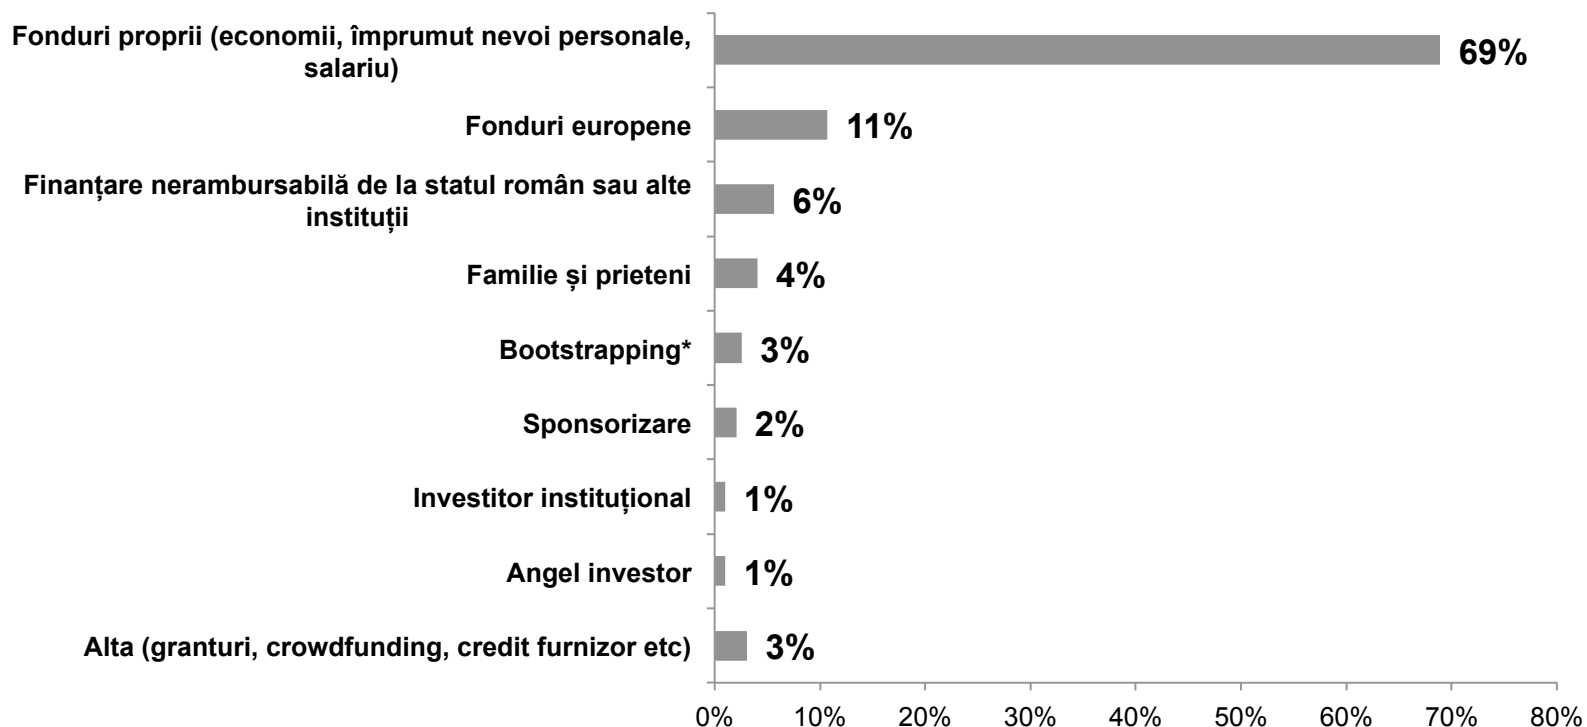 Fonduri proprii (economii, împrumut nevoi personale,
salariu)
69%
Fonduri europene
11%
Finanțare nerambursabilă de la statul român sau alte
instituții
6%
Familie și prieteni
4%
Bootstrapping*
3%
Sponsorizare
2%
Investitor instituțional
1%
Angel investor
1%
Alta (granturi, crowdfunding, credit furnizor etc)
3%
0% 10% 20% 30% 40% 50% 60% 70% 80%